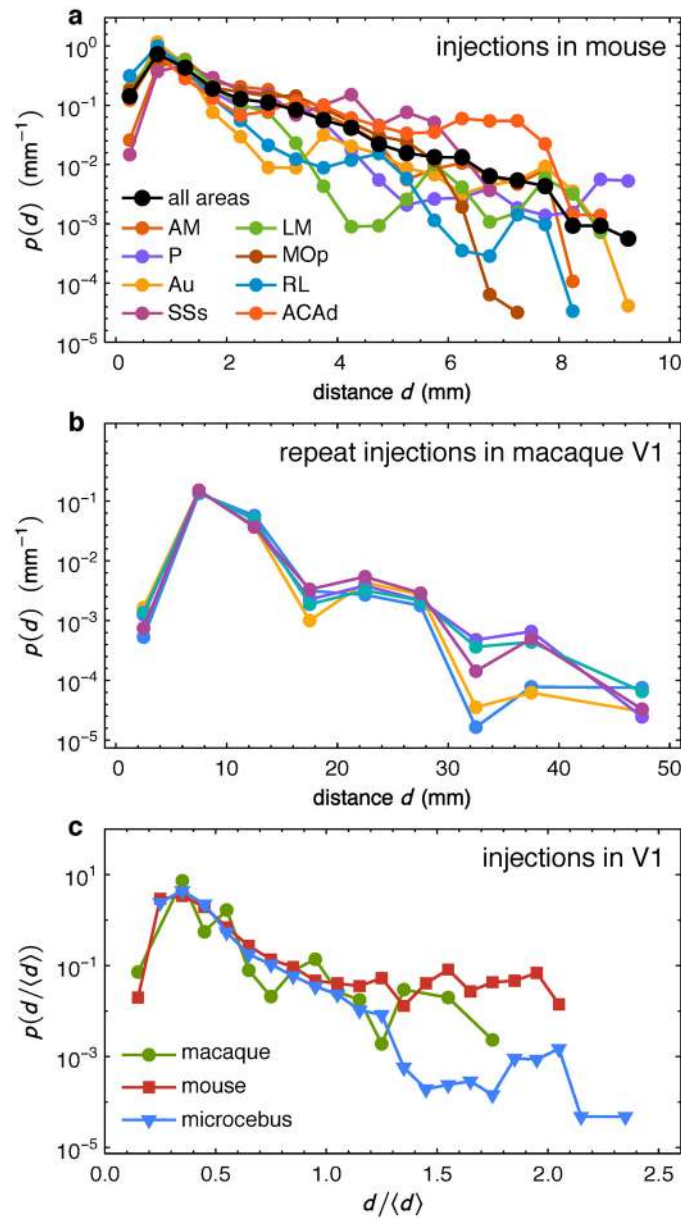 a
injections in mouse
10⁰
10⁻¹
10⁻²
10⁻³
10⁻⁴
10⁻⁵
p(d) (mm⁻¹)
all areas
AM LM
P MOp
Au RL
SSs ACAd
0 2 4 6 8 10
distance d (mm)
b
repeat injections in macaque V1
10⁻¹
10⁻²
10⁻³
10⁻⁴
10⁻⁵
p(d) (mm⁻¹)
0 10 20 30 40 50
distance d (mm)
c
injections in V1
10¹
10⁻¹
10⁻³
10⁻⁵
p(d/⟨d⟩)
macaque
mouse
microcebus
0.0 0.5 1.0 1.5 2.0 2.5
d/⟨d⟩